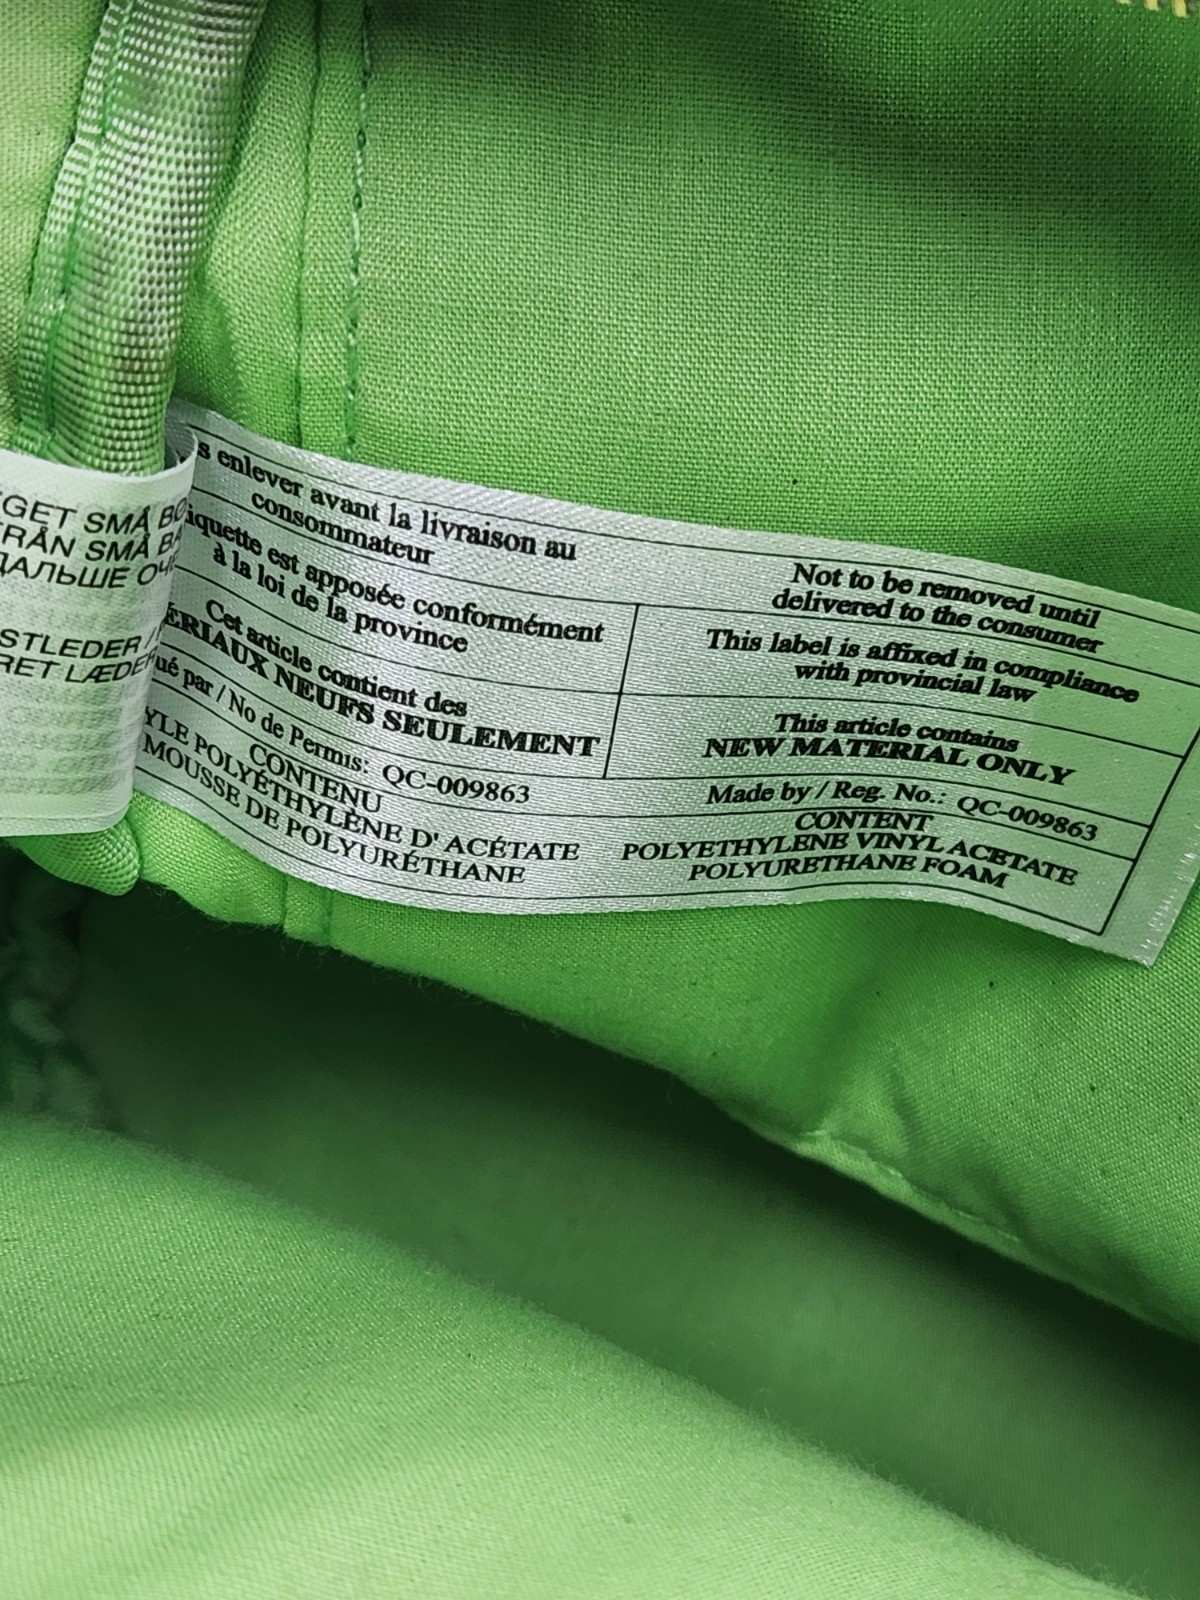 GET SMÅ
FRÅN SMÅ
ДАЛЬШЕ
STLEDER /
RET LÆDE
s enlever avant la livraison au
consommateur
iquette est apposée conformément
à la loi de la province
Cet article contient des
ÉRIAUX NEUFS SEULEMENT
ué par / No de Permis: QC-009863
CONTENU
YLE POLYÉTHYLÈNE D'ACÉTATE
MOUSSE DE POLYURÉTHANE
Not to be removed until
delivered to the consumer
This label is affixed in compliance
with provincial law
This article contains
NEW MATERIAL ONLY
Made by / Reg. No.: QC-009863
CONTENT
POLYETHYLENE VINYL ACETATE
POLYURETHANE FOAM